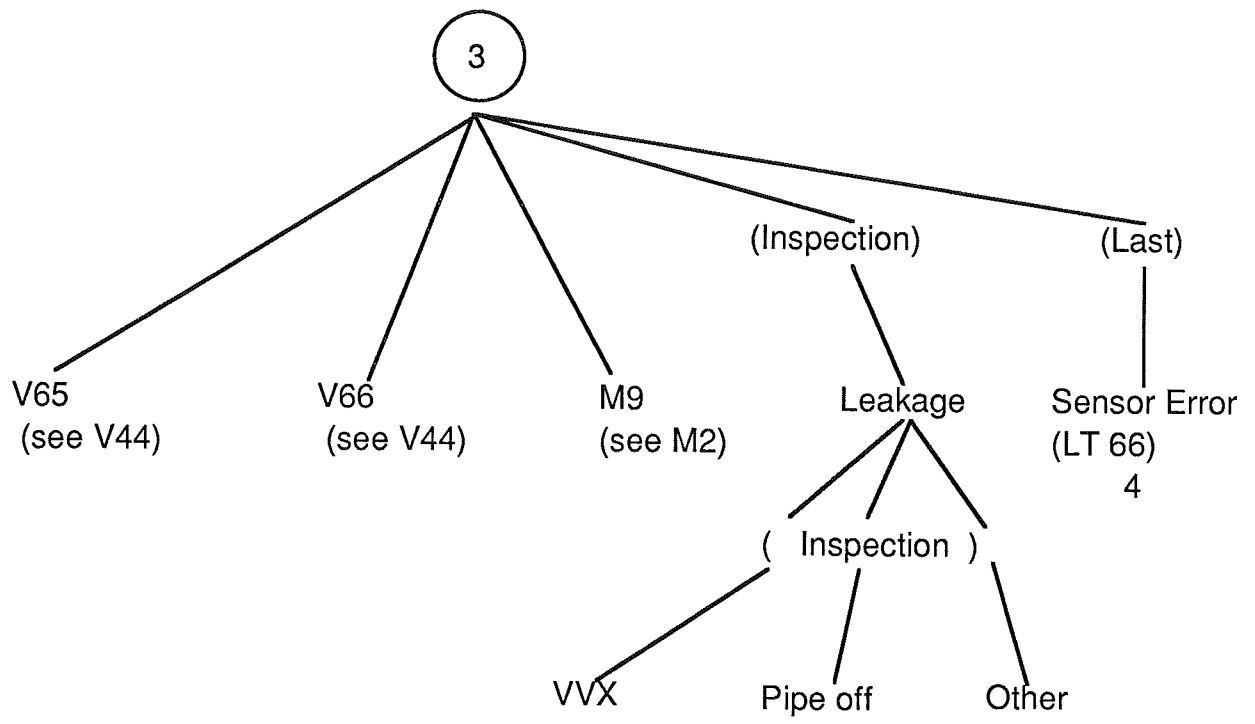 3
(Inspection)
(Last)
V65
(see V44)
V66
(see V44)
M9
(see M2)
Leakage
Sensor Error
(LT 66)
4
( Inspection )
VVX
Pipe off
Other